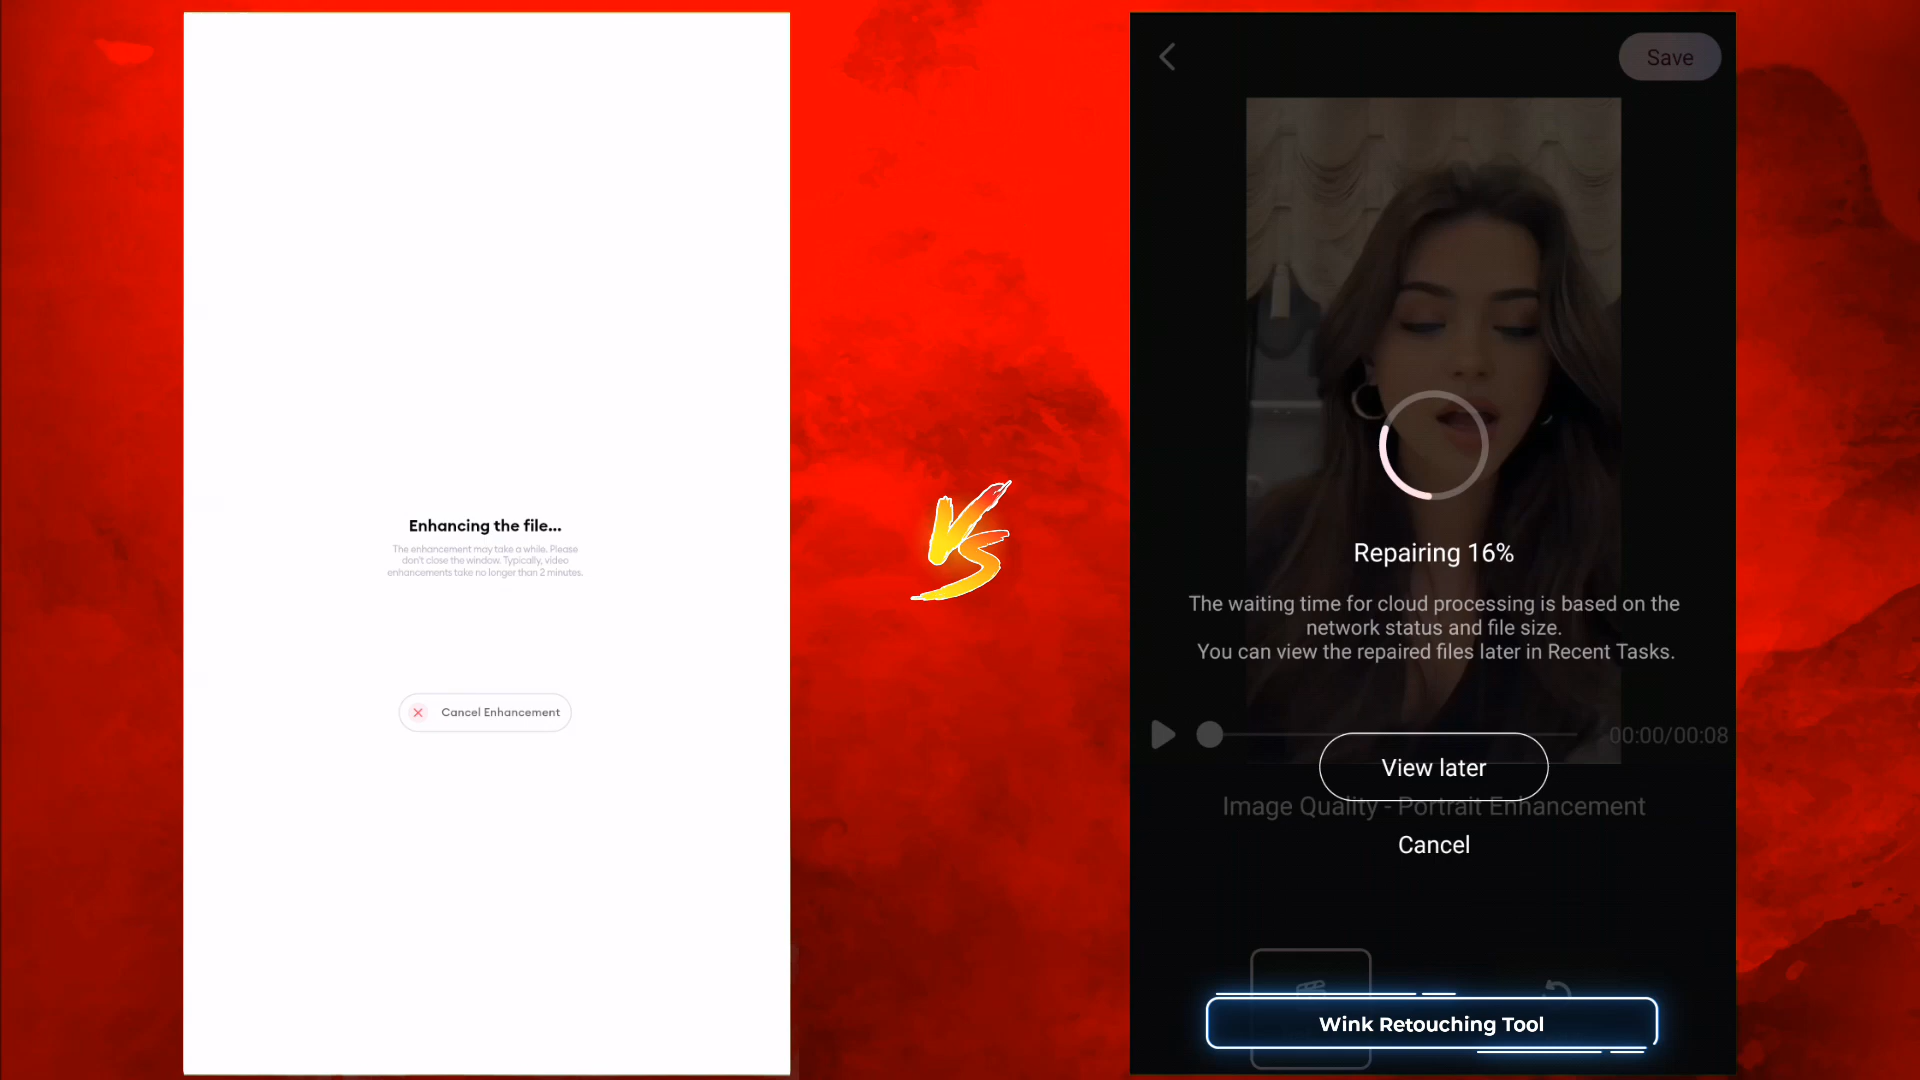 Enhancing the file...
The enhancement may take a while. Please
don't close the window. Typically, video
enhancements take no longer than 2 minutes.
Cancel Enhancement
VS
Save
Repairing 16%
The waiting time for cloud processing is based on the
network status and file size.
You can view the repaired files later in Recent Tasks.
00:00/00:08
View later
Image Quality - Portrait Enhancement
Cancel
Wink Retouching Tool